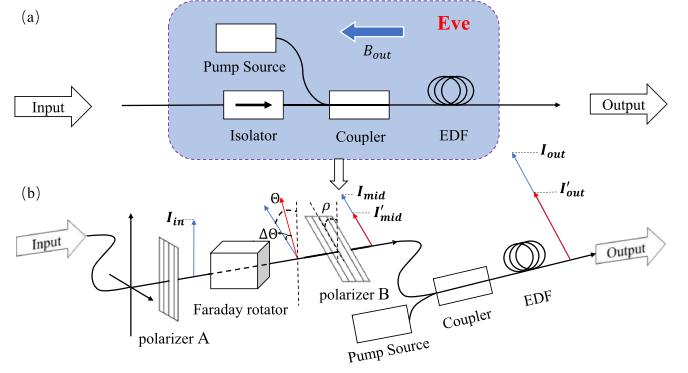 (a)
Eve
B_out
Pump Source
Input
Isolator
Coupler
EDF
Output
(b)
I_in
Θ
ΔΘ
ρ
I_mid
I'_mid
I_out
I'_out
Input
Faraday rotator
polarizer A
polarizer B
EDF
Coupler
Pump Source
Output